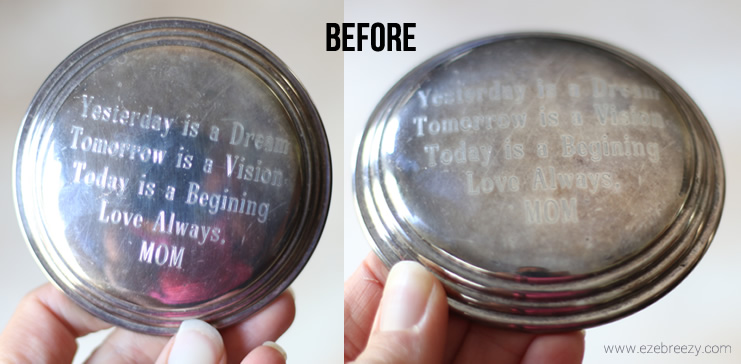 BEFORE
Yesterday is a Dream
Tomorrow is a Vision
Today is a Begining
Love Always,
MOM
Yesterday is a Dream
Tomorrow is a Vision
Today is a Begining
Love Always,
MOM
www.ezebreezy.com